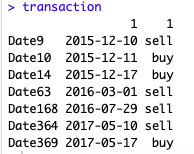 > transaction
1 1
Date9 2015-12-10 sell
Date10 2015-12-11 buy
Date14 2015-12-17 buy
Date63 2016-03-01 sell
Date168 2016-07-29 sell
Date364 2017-05-10 sell
Date369 2017-05-17 buy